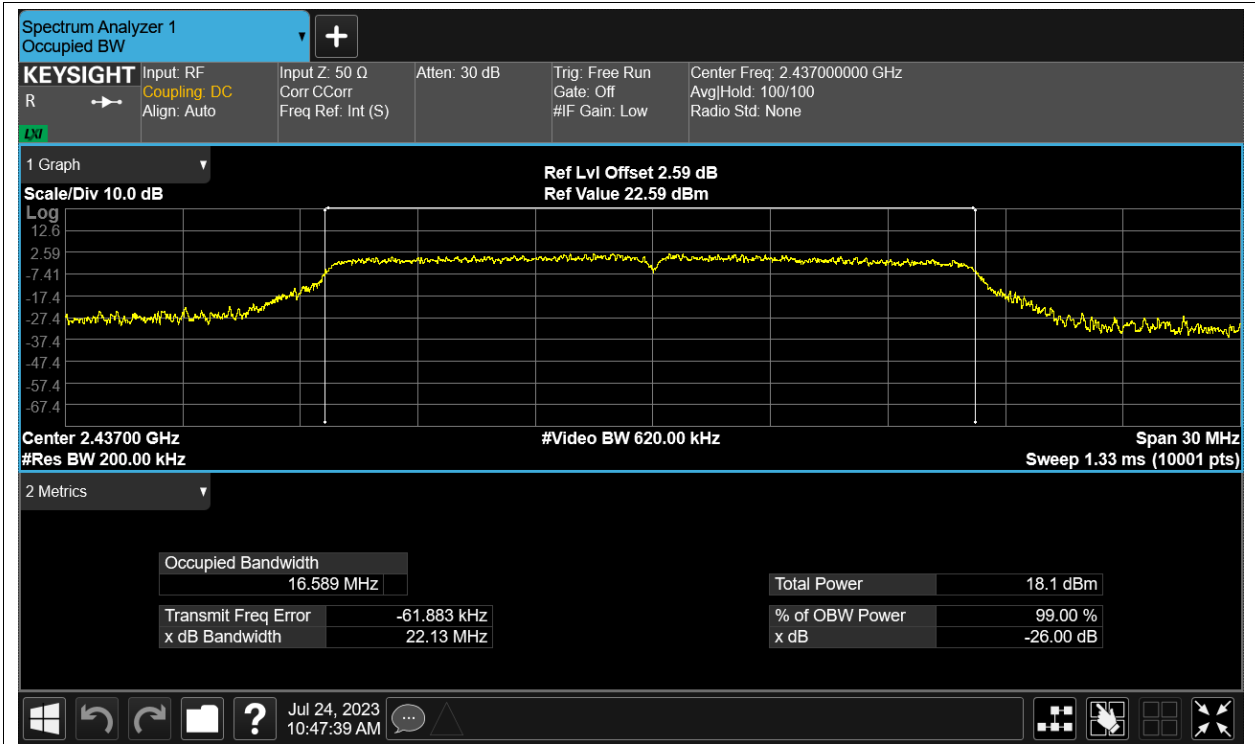 Spectrum Analyzer 1
Occupied BW
▼
+
KEYSIGHT
R
LXI
Input: RF
Coupling: DC
Align: Auto
Input Z: 50 Ω
Corr CCorr
Freq Ref: Int (S)
Atten: 30 dB
Trig: Free Run
Gate: Off
#IF Gain: Low
Center Freq: 2.437000000 GHz
Avg|Hold: 100/100
Radio Std: None
1 Graph ▼
Scale/Div 10.0 dB
Ref Lvl Offset 2.59 dB
Ref Value 22.59 dBm
Log
12.6
2.59
-7.41
-17.4
-27.4
-37.4
-47.4
-57.4
-67.4
Center 2.43700 GHz
#Res BW 200.00 kHz
#Video BW 620.00 kHz
Span 30 MHz
Sweep 1.33 ms (10001 pts)
2 Metrics ▼
Occupied Bandwidth
16.589 MHz
Transmit Freq Error -61.883 kHz
x dB Bandwidth 22.13 MHz
Total Power 18.1 dBm
% of OBW Power 99.00 %
x dB -26.00 dB
?
Jul 24, 2023
10:47:39 AM